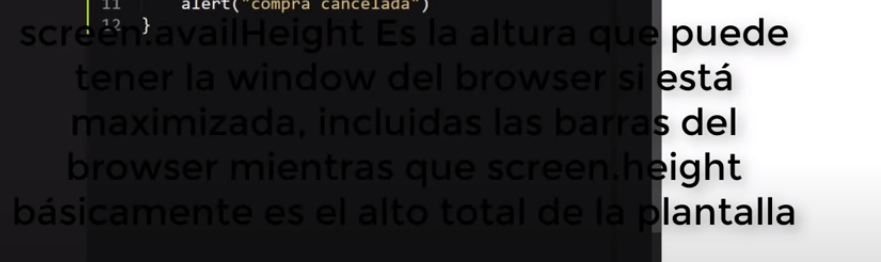 11 alert("compra cancelada")
12 }
screen.availHeight Es la altura que puede
tener la window del browser si está
maximizada, incluidas las barras del
browser mientras que screen.height
básicamente es el alto total de la plantalla